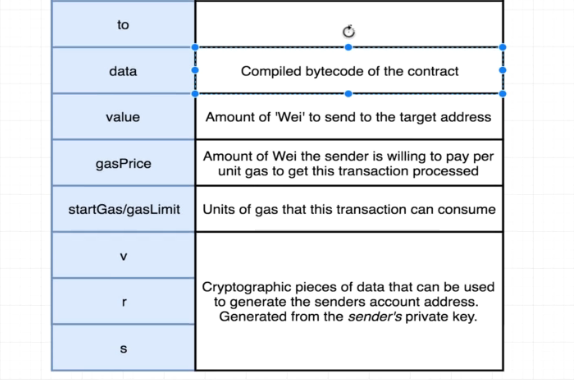 to
data
Compiled bytecode of the contract
value
Amount of 'Wei' to send to the target address
gasPrice
Amount of Wei the sender is willing to pay per
unit gas to get this transaction processed
startGas/gasLimit
Units of gas that this transaction can consume
v
r
s
Cryptographic pieces of data that can be used
to generate the senders account address.
Generated from the sender's private key.